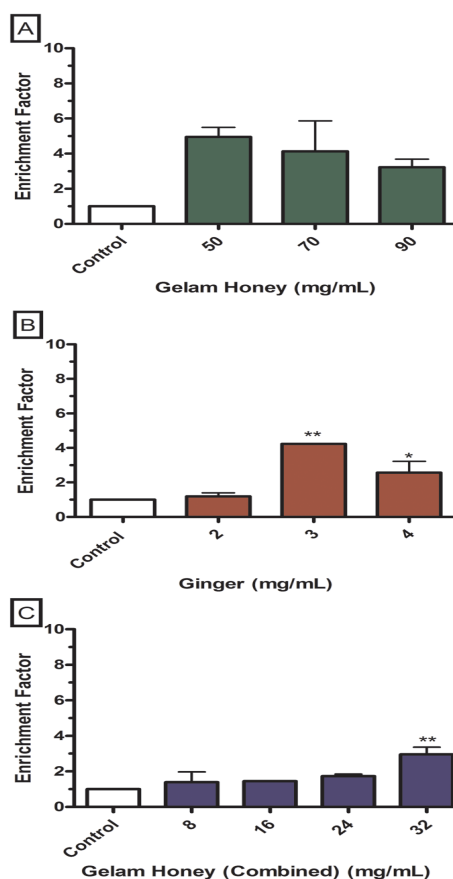 A
10
8
6
4
2
0
Enrichment Factor
Control
50
70
90
Gelam Honey (mg/mL)
B
10
8
6
4
2
0
Enrichment Factor
**
*
Control
2
3
4
Ginger (mg/mL)
C
10
8
6
4
2
0
Enrichment Factor
**
Control
8
16
24
32
Gelam Honey (Combined) (mg/mL)